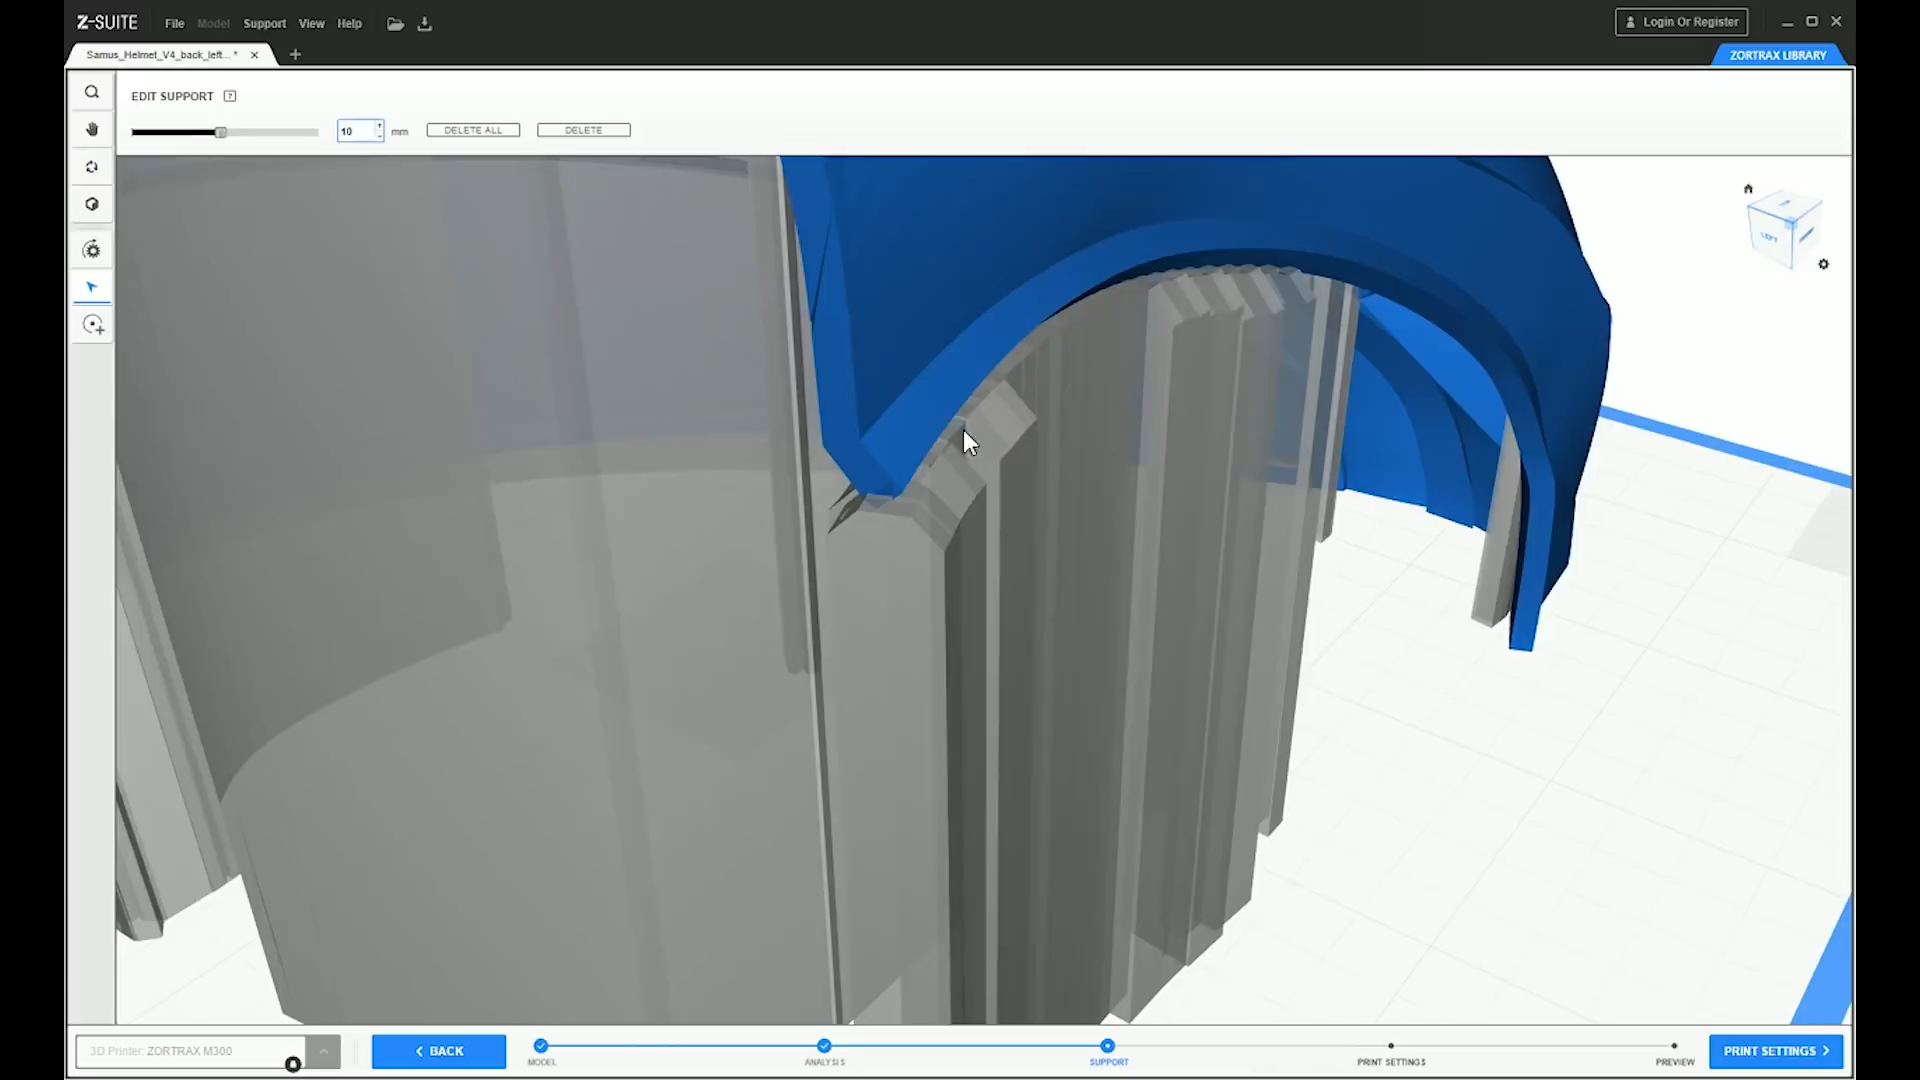 Z-SUITE File Model Support View Help Login Or Register
Samus_Helmet_V4_back_left... * ZORTRAX LIBRARY
EDIT SUPPORT ?
10 mm DELETE ALL DELETE
LEFT
3D Printer: ZORTRAX M300 BACK PRINT SETTINGS
MODEL ANALYSIS SUPPORT PRINT SETTINGS PREVIEW